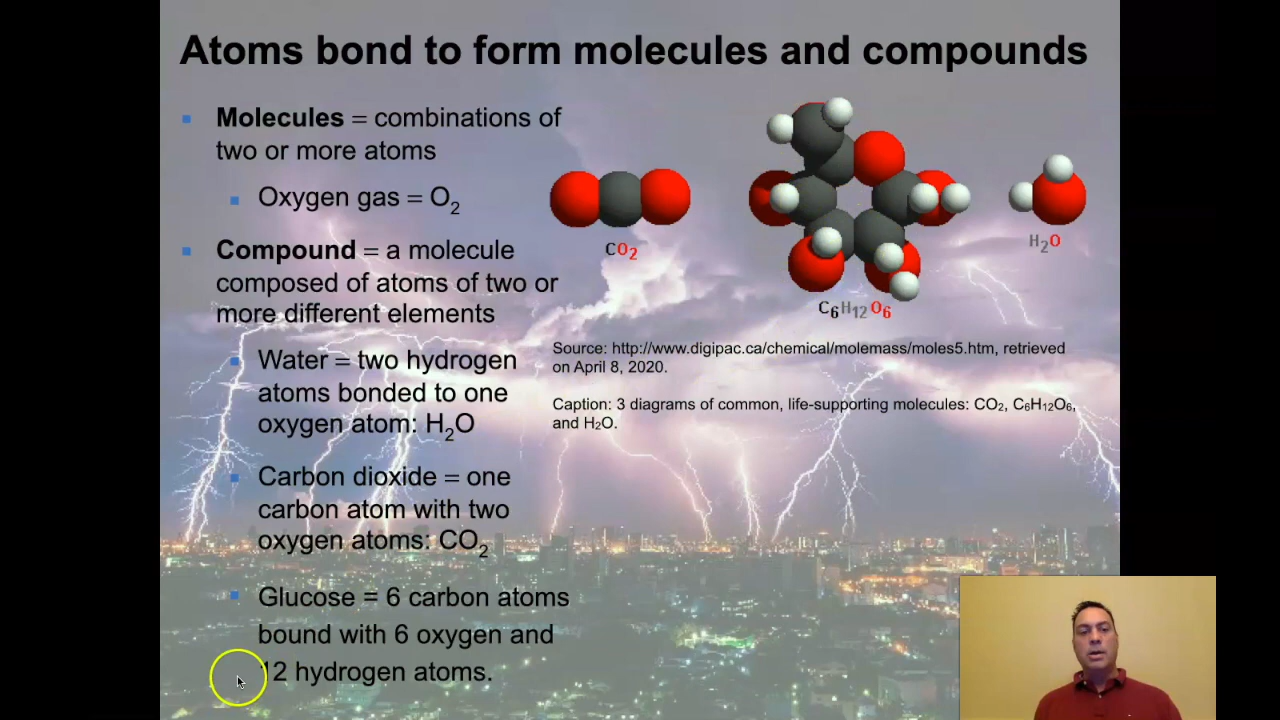 Atoms bond to form molecules and compounds
Molecules = combinations of
two or more atoms
Oxygen gas = O₂
Compound = a molecule
composed of atoms of two or
more different elements
Water = two hydrogen
atoms bonded to one
oxygen atom: H₂O
Carbon dioxide = one
carbon atom with two
oxygen atoms: CO₂
Glucose = 6 carbon atoms
bound with 6 oxygen and
12 hydrogen atoms.
CO₂
C₆H₁₂O₆
H₂O
Source: http://www.digipac.ca/chemical/molemass/moles5.htm, retrieved
on April 8, 2020.
Caption: 3 diagrams of common, life-supporting molecules: CO₂, C₆H₁₂O₆,
and H₂O.